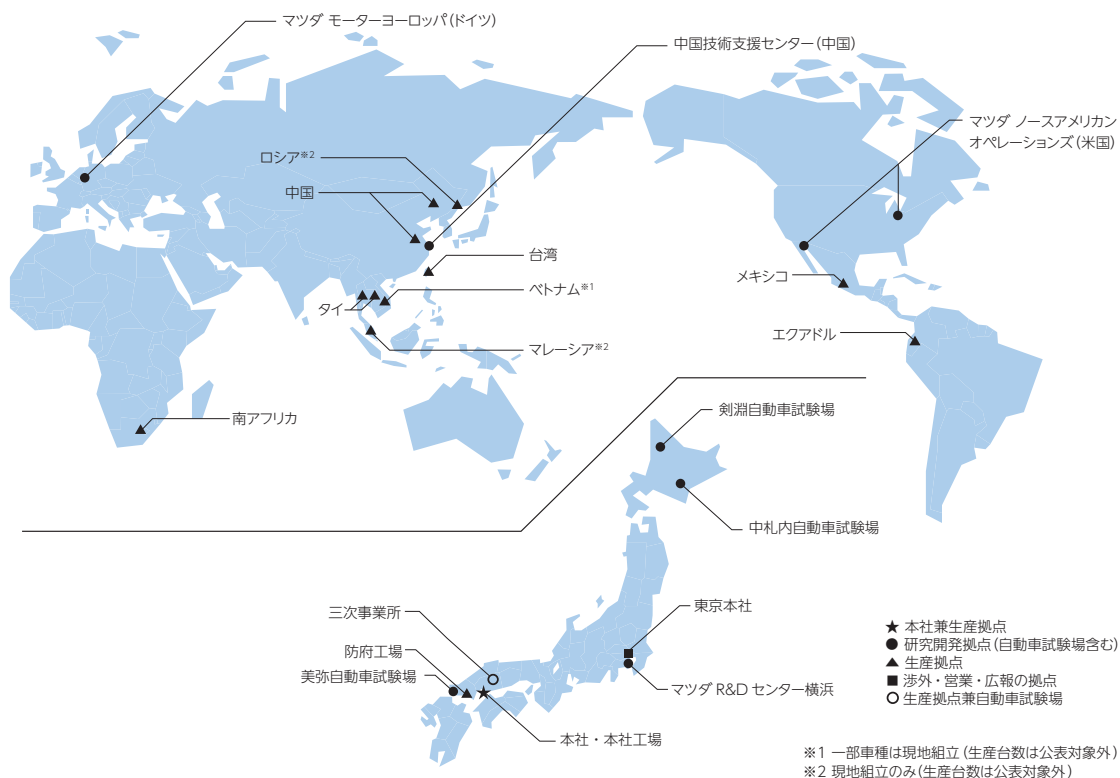 マツダ モーターヨーロッパ(ドイツ)
中国技術支援センター(中国)
マツダ ノースアメリカン
オペレーションズ(米国)
ロシア※2
中国
台湾
ベトナム※1
タイ
マレーシア※2
メキシコ
エクアドル
南アフリカ
剣淵自動車試験場
中札内自動車試験場
三次事業所
東京本社
防府工場
美弥自動車試験場
マツダ R&D センター横浜
本社・本社工場
★ 本社兼生産拠点
● 研究開発拠点(自動車試験場含む)
▲ 生産拠点
■ 渉外・営業・広報の拠点
○ 生産拠点兼自動車試験場
※1 一部車種は現地組立(生産台数は公表対象外)
※2 現地組立のみ(生産台数は公表対象外)